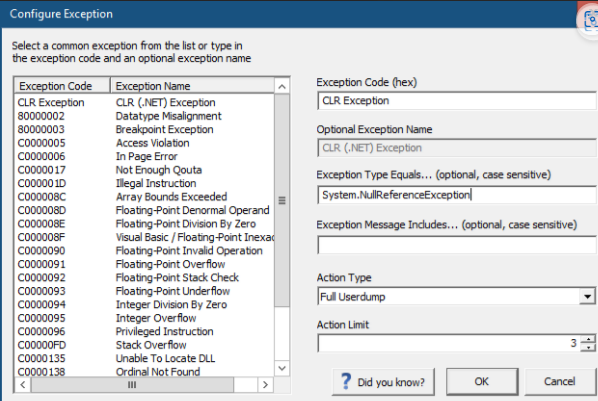 Configure Exception
Select a common exception from the list or type in
the exception code and an optional exception name
Exception Code Exception Name
CLR Exception CLR (.NET) Exception
80000002 Datatype Misalignment
80000003 Breakpoint Exception
C0000005 Access Violation
C0000006 In Page Error
C0000017 Not Enough Qouta
C000001D Illegal Instruction
C000008C Array Bounds Exceeded
C000008D Floating-Point Denormal Operand
C000008E Floating-Point Division By Zero
C000008F Visual Basic / Floating-Point Inexac
C0000090 Floating-Point Invalid Operation
C0000091 Floating-Point Overflow
C0000092 Floating-Point Stack Check
C0000093 Floating-Point Underflow
C0000094 Integer Division By Zero
C0000095 Integer Overflow
C0000096 Privileged Instruction
C00000FD Stack Overflow
C0000135 Unable To Locate DLL
C0000138 Ordinal Not Found
Exception Code (hex)
CLR Exception
Optional Exception Name
CLR (.NET) Exception
Exception Type Equals... (optional, case sensitive)
System.NullReferenceException
Exception Message Includes... (optional, case sensitive)
Action Type
Full Userdump
Action Limit
3
? Did you know?
OK
Cancel